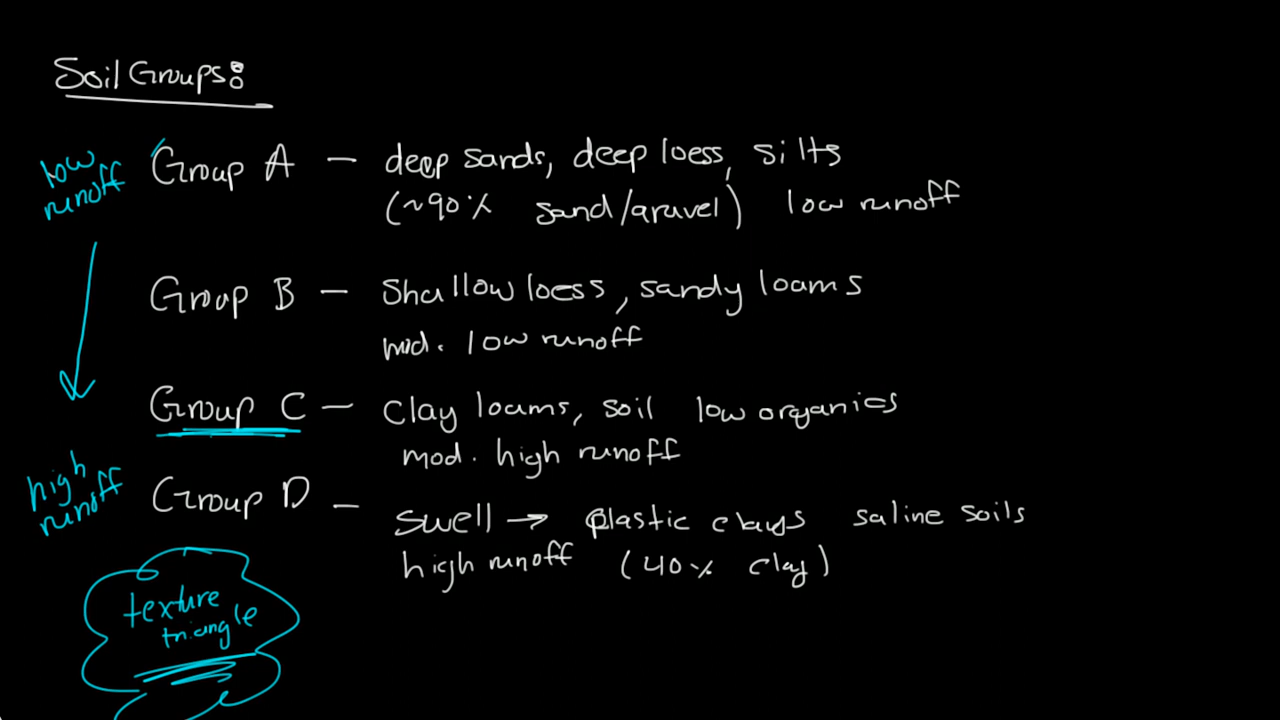 Soil Groups:
low
runoff
Group A — deep sands, deep loess, silts
(~90% sand/aravel) low runoff
Group B — Shallow loess, sandy loams
mod. low runoff
Group C — Clay loams, soil low organics
mod. high runoff
high
runoff
Group D — swell → plastic clays saline soils
high runoff (40% clay)
texture
triangle